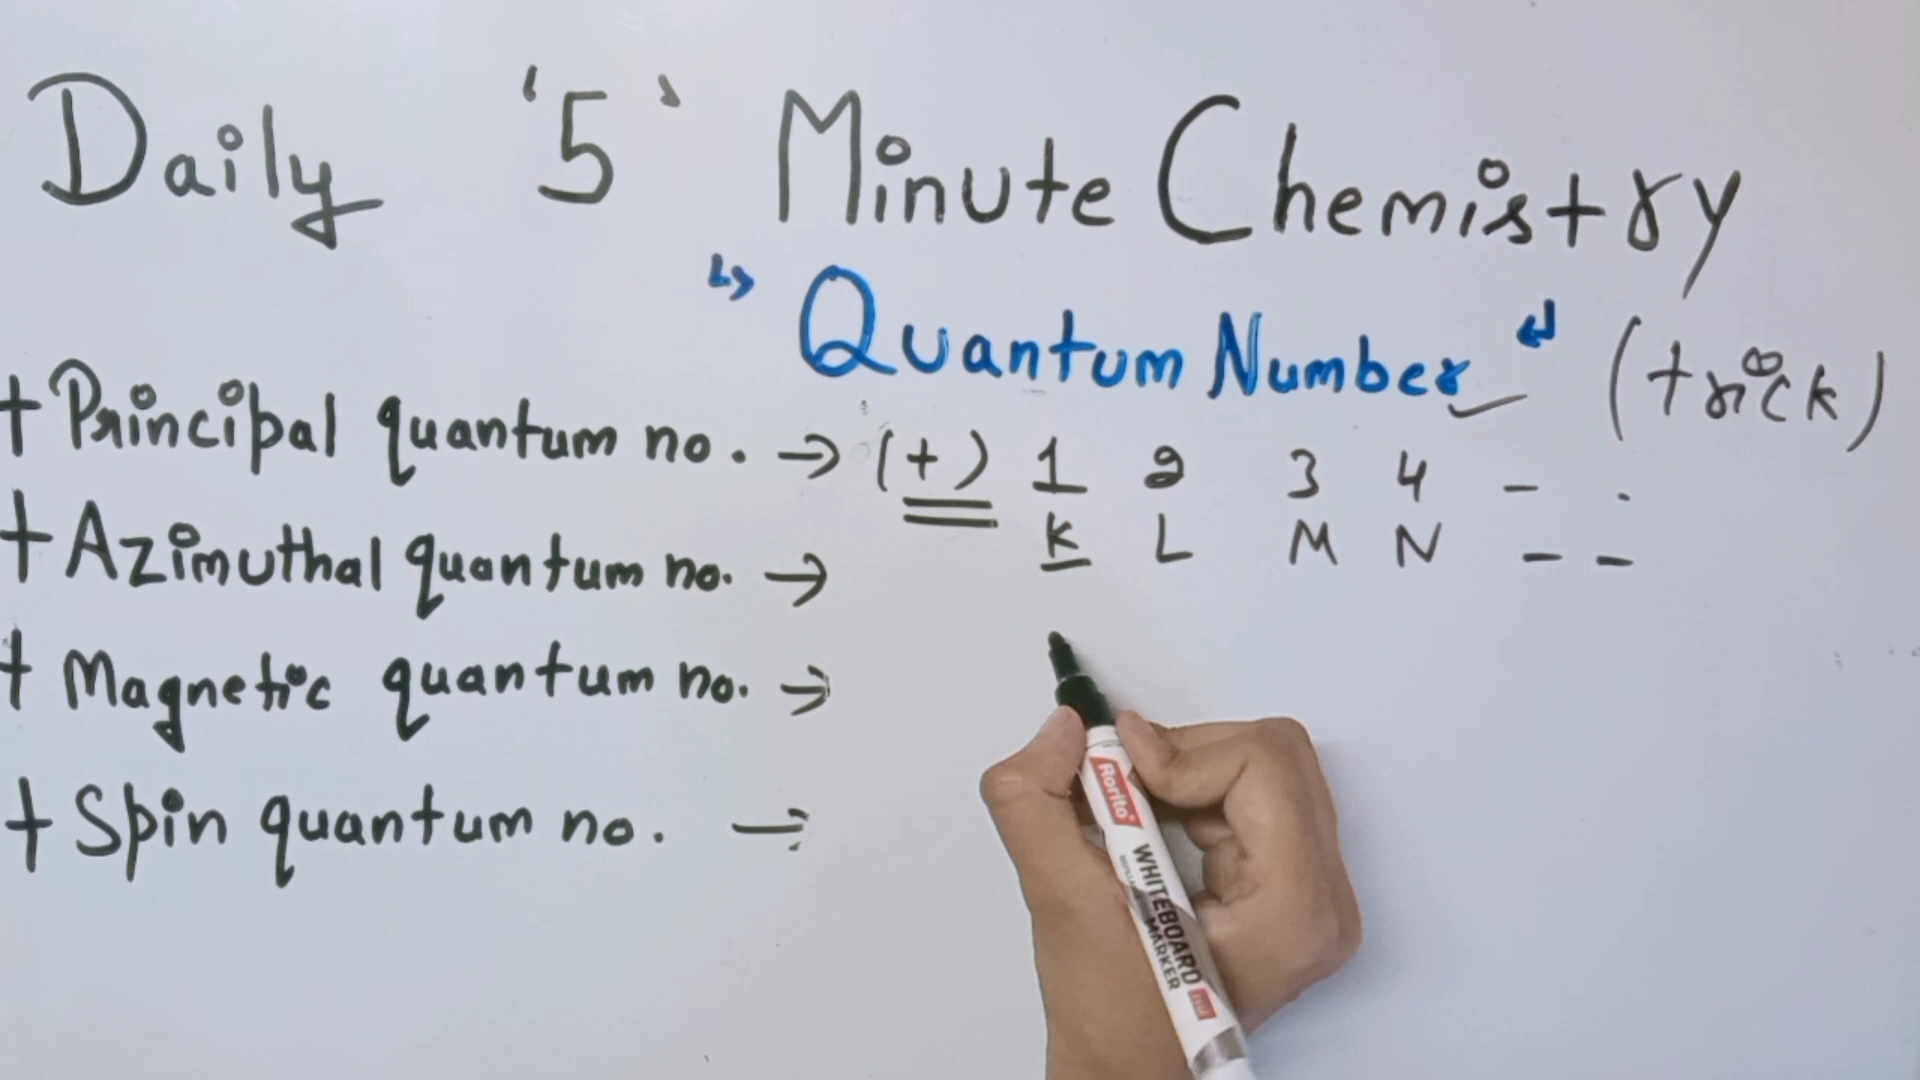 Daily '5' Minute Chemistry
"Quantum Number" (trick)
+ Principal quantum no. → (+) 1 2 3 4 - .
K L M N - -
+ Azimuthal quantum no. →
+ Magnetic quantum no. →
+ Spin quantum no. →
Rorito
WHITEBOARD
MARKER